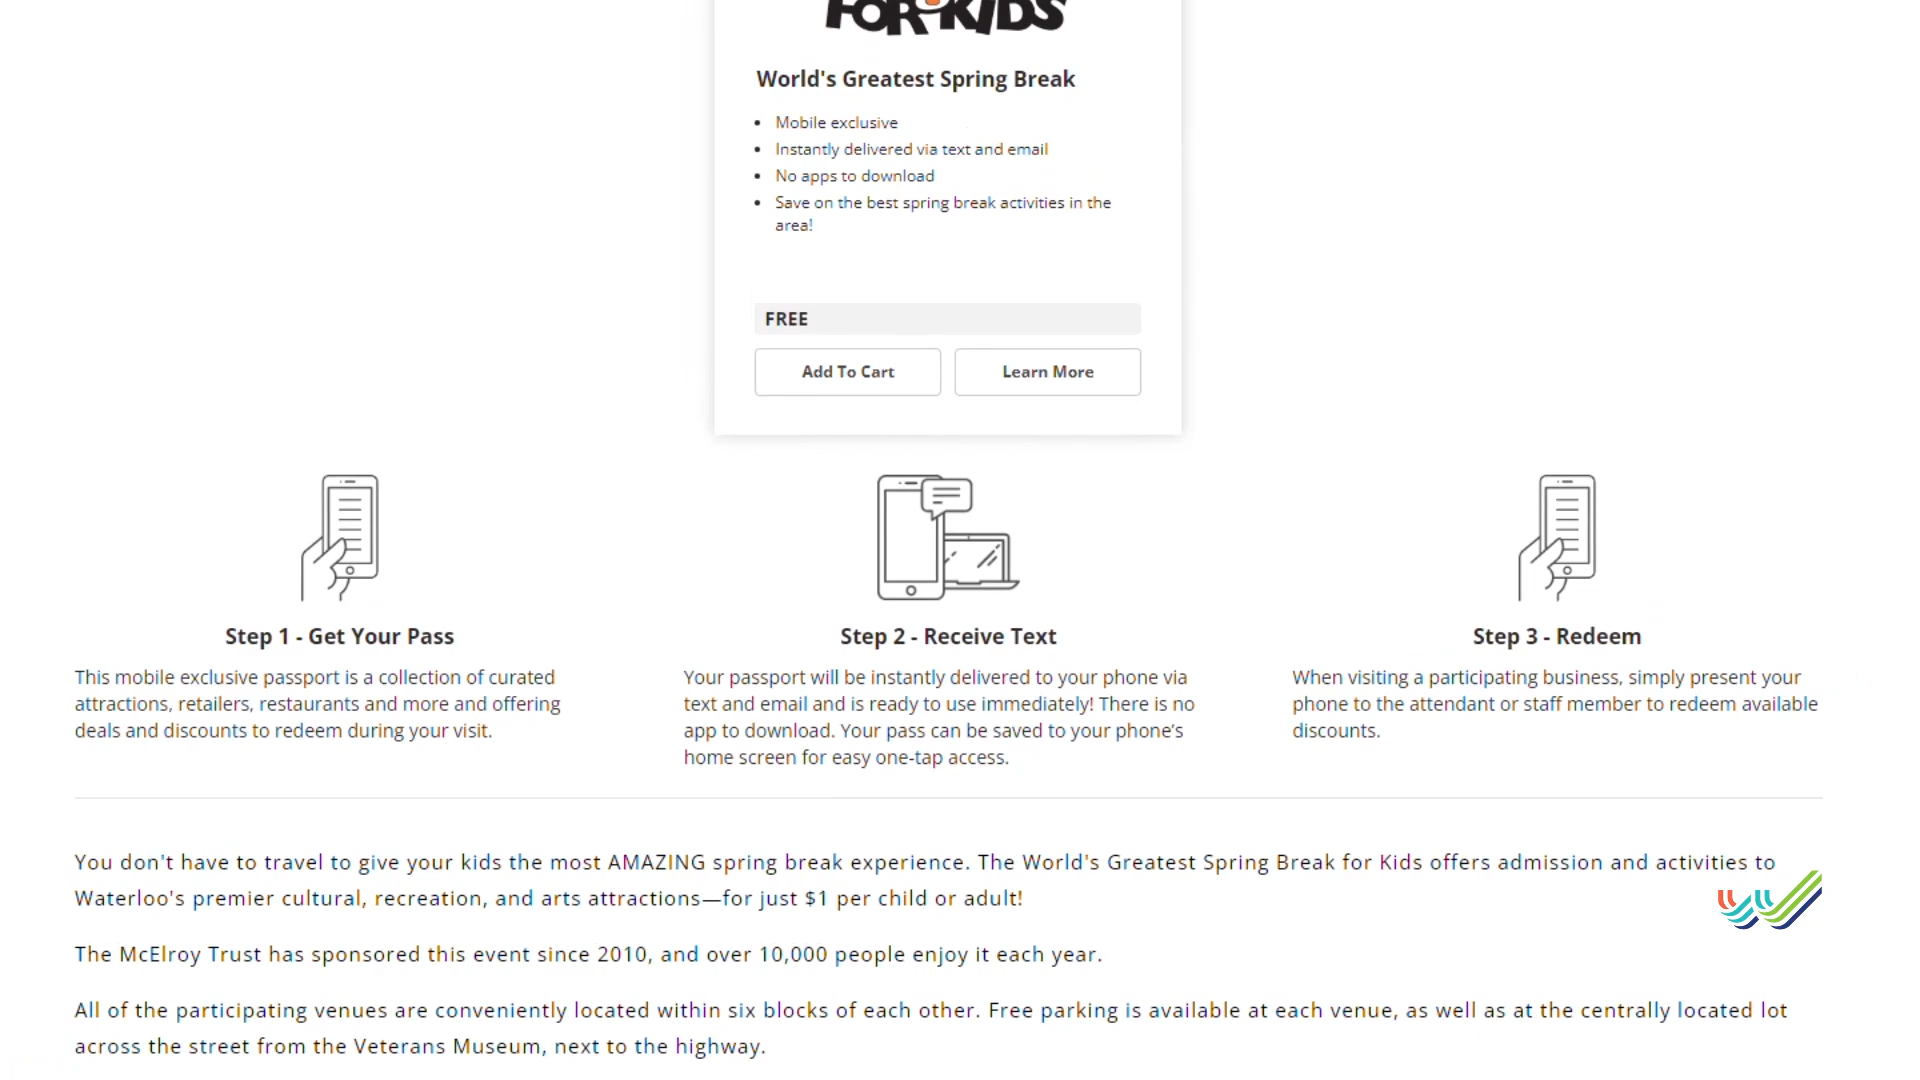 FOR KIDS
World's Greatest Spring Break
• Mobile exclusive
• Instantly delivered via text and email
• No apps to download
• Save on the best spring break activities in the
area!
FREE
Add To Cart
Learn More
Step 1 - Get Your Pass
This mobile exclusive passport is a collection of curated
attractions, retailers, restaurants and more and offering
deals and discounts to redeem during your visit.
Step 2 - Receive Text
Your passport will be instantly delivered to your phone via
text and email and is ready to use immediately! There is no
app to download. Your pass can be saved to your phone's
home screen for easy one-tap access.
Step 3 - Redeem
When visiting a participating business, simply present your
phone to the attendant or staff member to redeem available
discounts.
You don't have to travel to give your kids the most AMAZING spring break experience. The World's Greatest Spring Break for Kids offers admission and activities to
Waterloo's premier cultural, recreation, and arts attractions—for just $1 per child or adult!
The McElroy Trust has sponsored this event since 2010, and over 10,000 people enjoy it each year.
All of the participating venues are conveniently located within six blocks of each other. Free parking is available at each venue, as well as at the centrally located lot
across the street from the Veterans Museum, next to the highway.